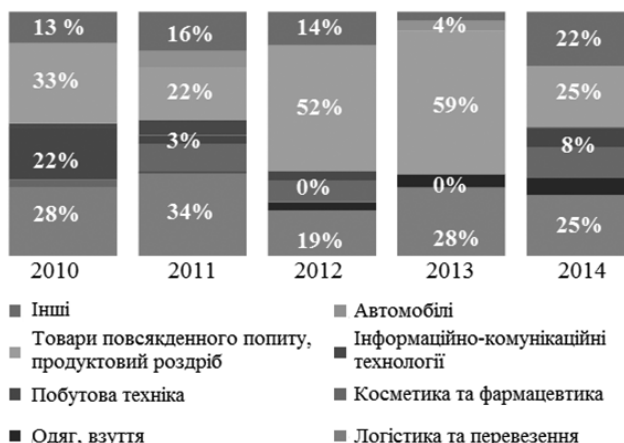 13 % 16% 14% 4% 22%
33% 22% 52% 59% 25%
22% 3% 0% 0% 8%
28% 34% 19% 28% 25%
2010 2011 2012 2013 2014
Інші
Автомобілі
Товари повсякденного попиту,
продуктовий роздріб
Інформаційно-комунікаційні
технології
Побутова техніка
Косметика та фармацевтика
Одяг, взуття
Логістика та перевезення